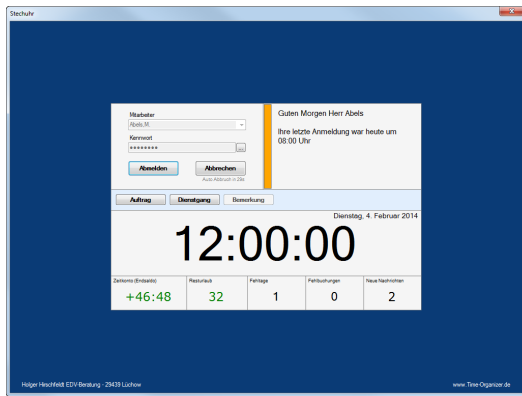 Stechuhr
Mitarbeiter
Abels, M.
Kennwort
********
...
Abmelden
Abbrechen
Auto.Abbruch in 29s
Guten Morgen Herr Abels
Ihre letzte Anmeldung war heute um
08:00 Uhr
Auftrag
Dienstgang
Bemerkung
Dienstag, 4. Februar 2014
12:00:00
Zeitkonto (Endsaldo)
Resturlaub
Fehltage
Fehlbuchungen
Neue Nachrichten
+46:48
32
1
0
2
Holger Hirschfeldt EDV-Beratung - 29439 Lüchow
www.Time-Organizer.de